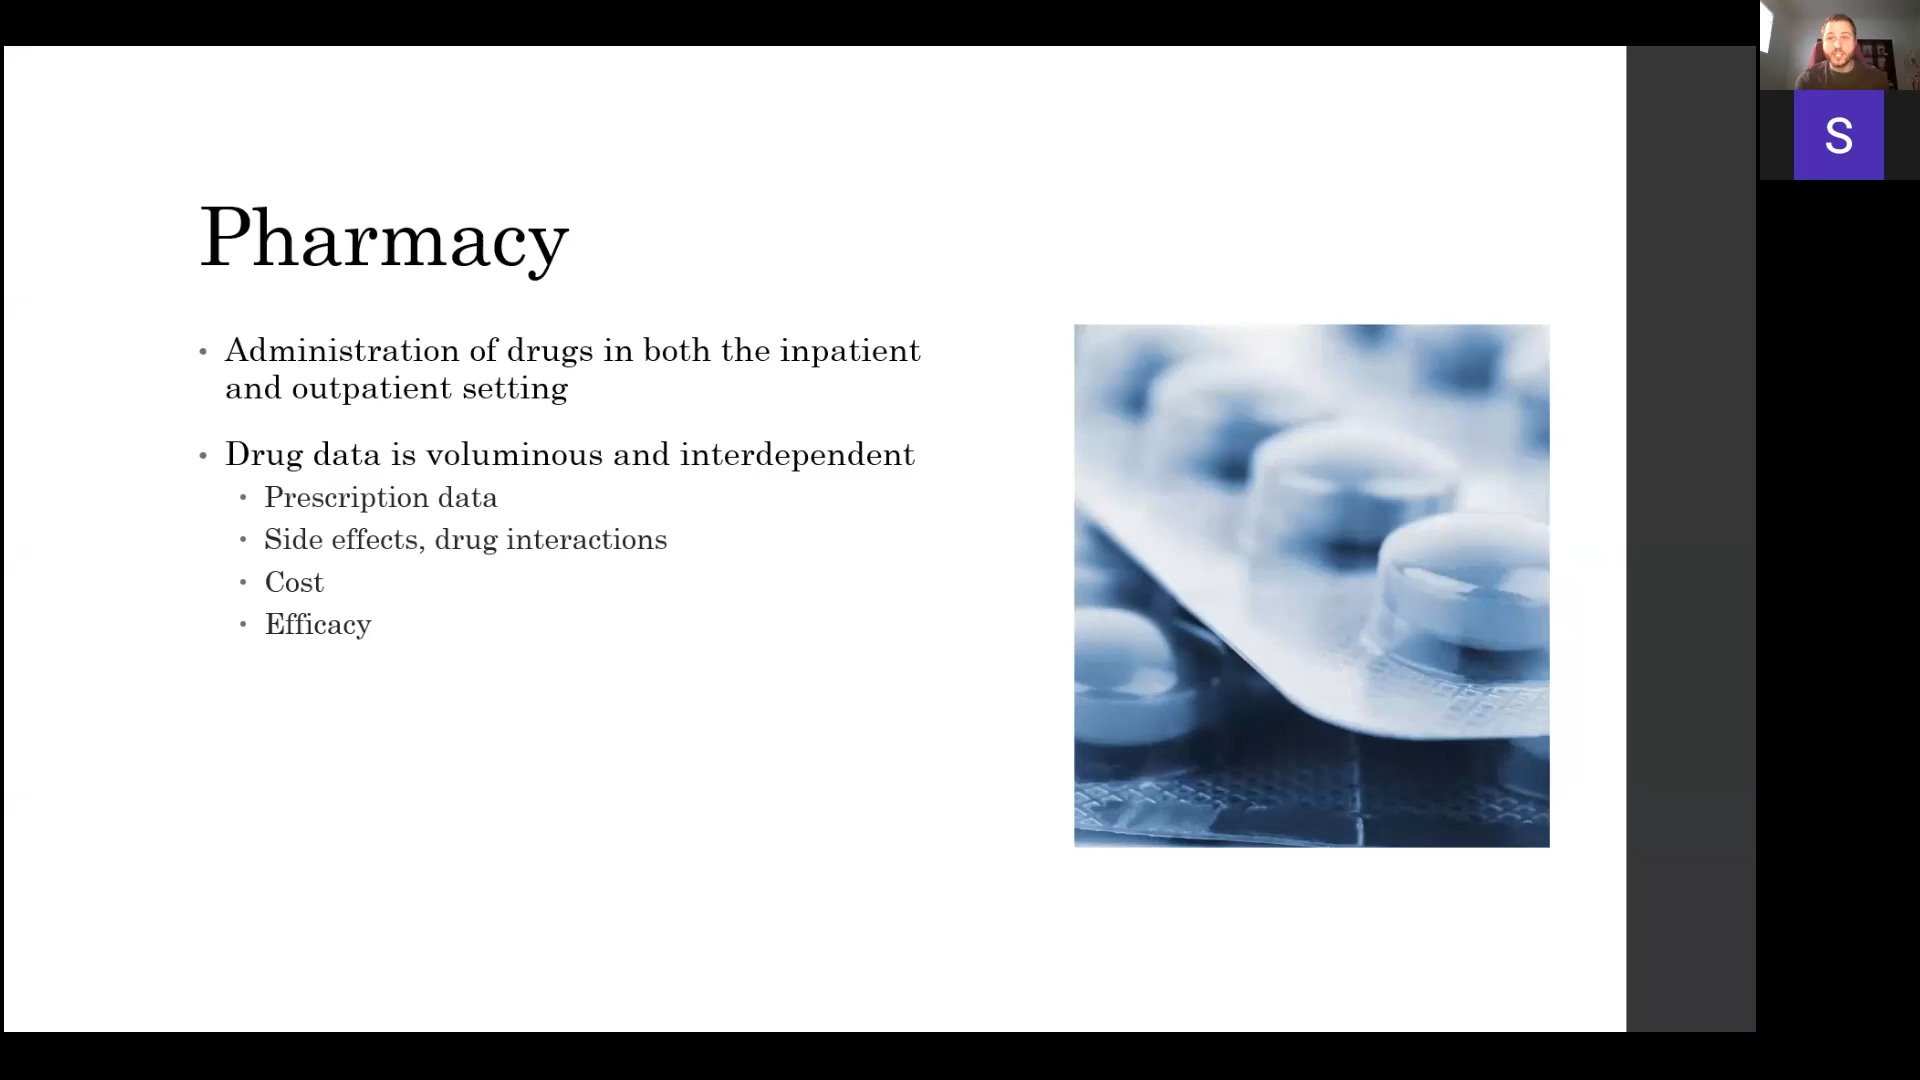 Pharmacy
• Administration of drugs in both the inpatient
and outpatient setting
• Drug data is voluminous and interdependent
• Prescription data
• Side effects, drug interactions
• Cost
• Efficacy
S